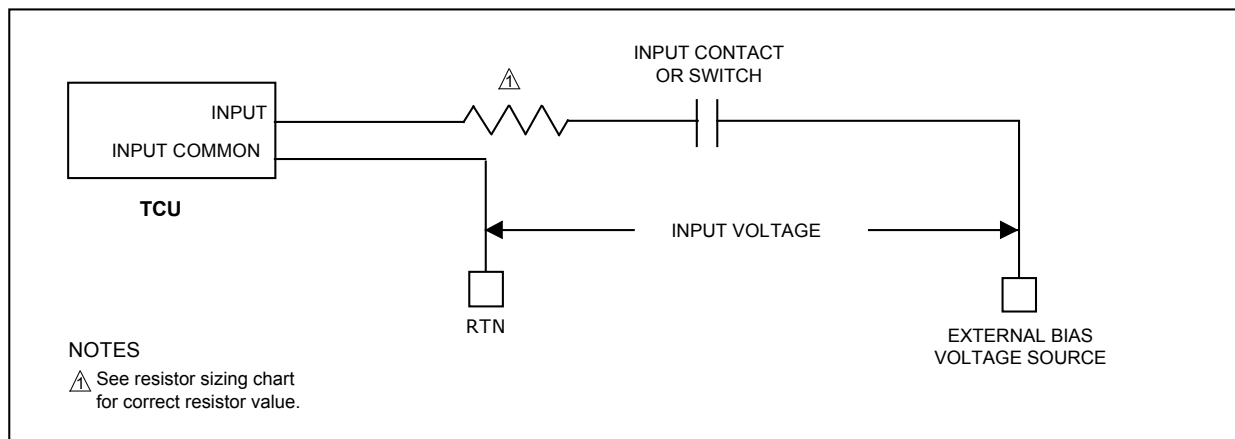 INPUT CONTACT
OR SWITCH
1
INPUT
INPUT COMMON
TCU
INPUT VOLTAGE
RTN
EXTERNAL BIAS
VOLTAGE SOURCE
NOTES
1 See resistor sizing chart
for correct resistor value.